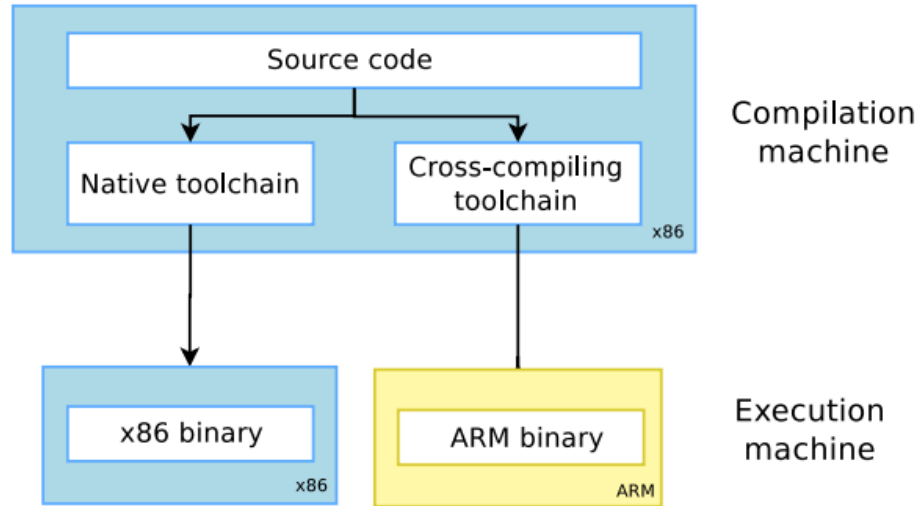 Source code
Compilation
machine
Native toolchain
Cross-compiling
toolchain
x86
x86 binary
x86
ARM binary
ARM
Execution
machine